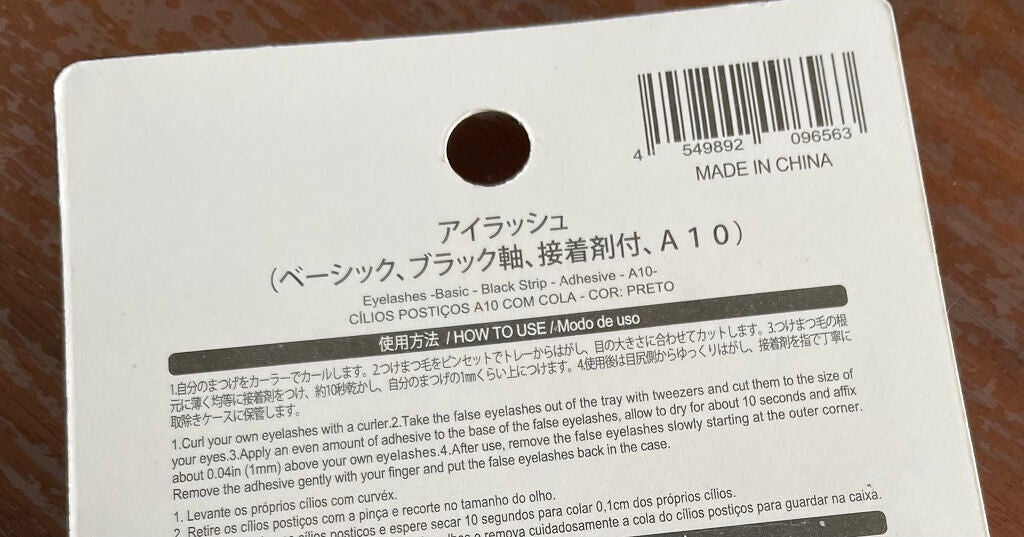 4 549892 096563
MADE IN CHINA
アイラッシュ
(ベーシック、ブラック軸、接着剤付、A10)
Eyelashes -Basic - Black Strip - Adhesive - A10-
CÍLIOS POSTIÇOS A10 COM COLA - COR: PRETO
使用方法 / HOW TO USE / Modo de uso
1.自分のまつげをカーラーでカールします。2.つけまつ毛をピンセットでトレーからはがし、目の大きさに合わせてカットします。3.つけまつ毛の根
元に薄く均等に接着剤をつけ、約10秒乾かし、自分のまつげの1mmくらい上につけます。4.使用後は目尻側からゆっくりはがし、接着剤を指で丁寧に
取除きケースに保管します。
1.Curl your own eyelashes with a curler.2.Take the false eyelashes out of the tray with tweezers and cut them to the size of
your eyes.3.Apply an even amount of adhesive to the base of the false eyelashes, allow to dry for about 10 seconds and affix
about 0.04in (1mm) above your own eyelashes.4.After use, remove the false eyelashes slowly starting at the outer corner.
Remove the adhesive gently with your finger and put the false eyelashes back in the case.
1. Levante os próprios cílios com curvéx.
2. Retire os cílios postiços com a pinça e recorte no tamanho do olho.
os cílios postiços e espere secar 10 segundos para colar 0,1cm dos próprios cílios.
e remova cuidadosamente a cola do cílios postiços para guardar na caixa.